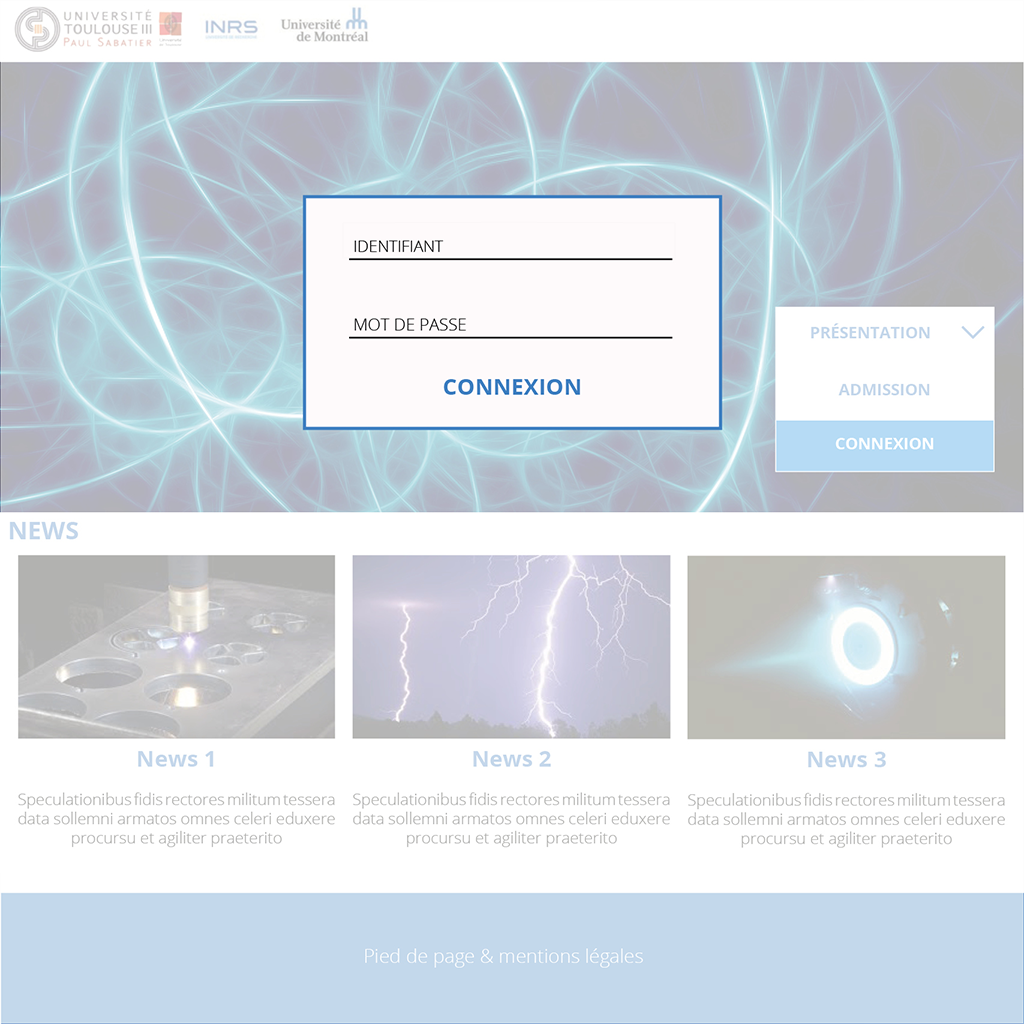 UNIVERSITÉ
TOULOUSE III
PAUL SABATIER
INRS
Université
de Montréal
IDENTIFIANT
MOT DE PASSE
CONNEXION
PRÉSENTATION
ADMISSION
CONNEXION
NEWS
News 1
Speculationibus fidis rectores militum tessera
data sollemni armatos omnes celeri eduxere
procursu et agiliter praeterito
News 2
Speculationibus fidis rectores militum tessera
data sollemni armatos omnes celeri eduxere
procursu et agiliter praeterito
News 3
Speculationibus fidis rectores militum tessera
data sollemni armatos omnes celeri eduxere
procursu et agiliter praeterito
Pied de page & mentions légales